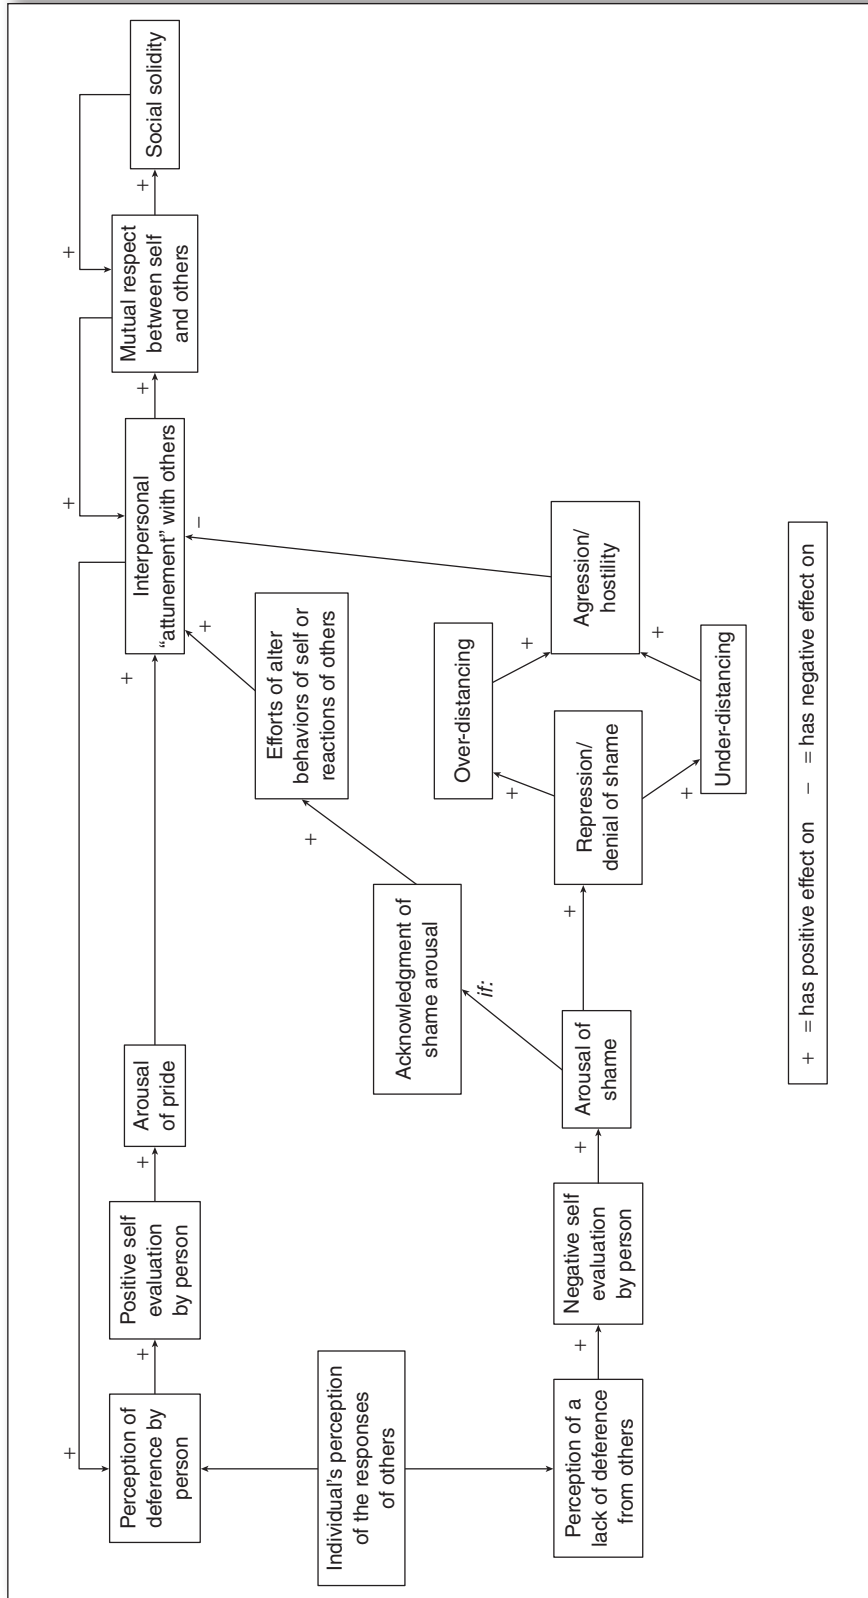 Perception of
deference by
person
+
+
Positive self
evaluation
by person
+
Arousal
of pride
+
Interpersonal
“attunement” with others
+
+
Mutual respect
between self
and others
+
+
Social solidity
Individual’s perception
of the responses
of others
Acknowledgment of
shame arousal
if:
+
Efforts of alter
behaviors of self or
reactions of others
+
−
Perception of a
lack of deference
from others
+
Negative self
evaluation
by person
+
Arousal of
shame
+
Repression/
denial of shame
+
Over-distancing
+
+
Under-distancing
+
Agression/
hostility
+ = has positive effect on − = has negative effect on